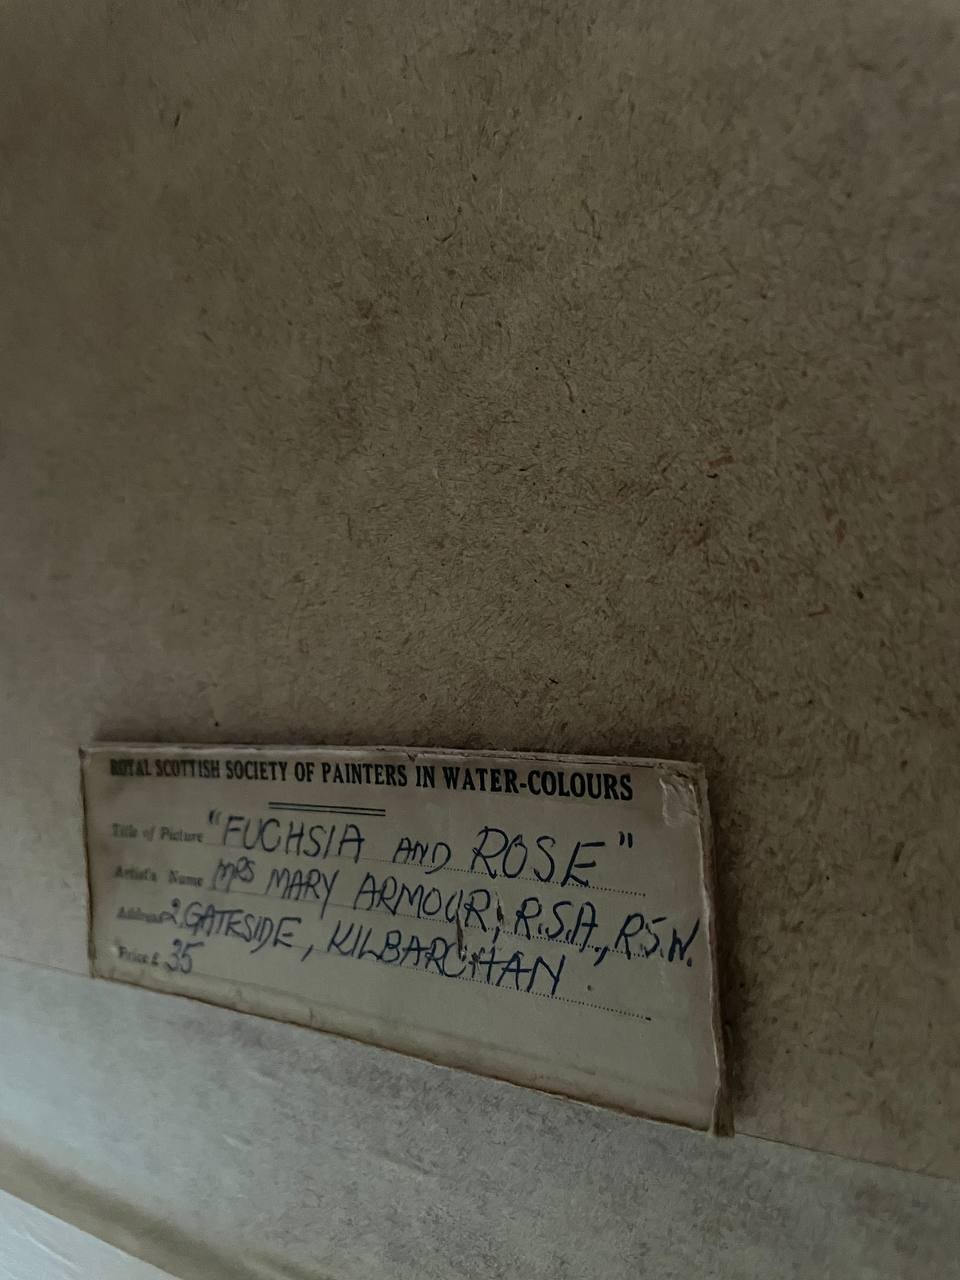 ROYAL SCOTTISH SOCIETY OF PAINTERS IN WATER-COLOURS
Title of Picture "FUCHSIA AND ROSE"
Artist's Name MRS MARY ARMOUR, R.S.A., R.S.W.
Address 2 GATESIDE, KILBARCHAN.
Price £ 35